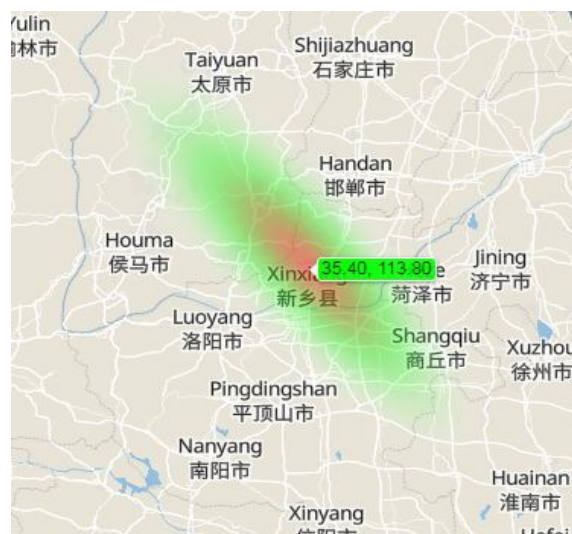 Yulin
榆林市
Taiyuan
太原市
Shijiazhuang
石家庄市
Handan
邯郸市
Houma
侯马市
35.40, 113.80
新乡县
菏泽市
Jining
济宁市
Luoyang
洛阳市
Shangqiu
商丘市
Xuzhou
徐州市
Pingdingshan
平顶山市
Nanyang
南阳市
Huainan
淮南市
Xinyang